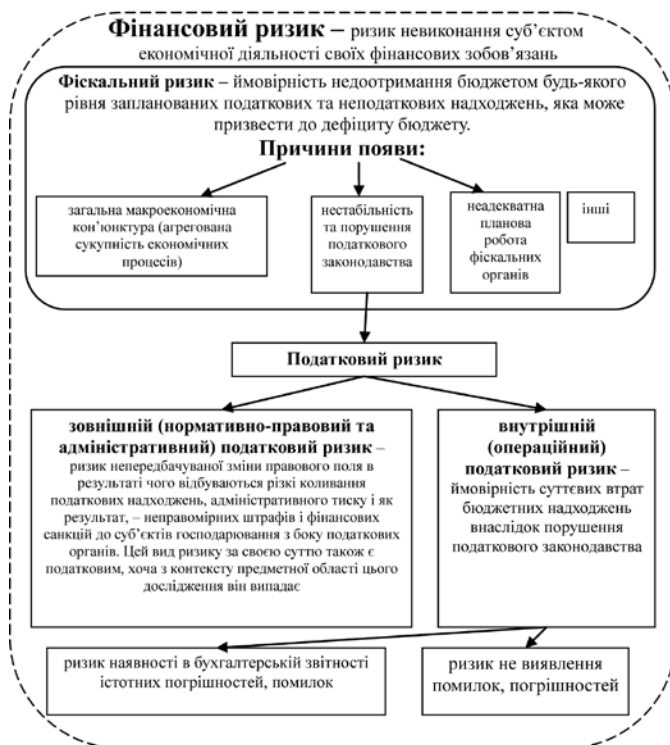 Фінансовий ризик – ризик невиконання суб’єктом
економічної діяльності своїх фінансових зобов’язань
Фіскальний ризик – ймовірність недоотримання бюджетом будь-якого
рівня запланованих податкових та неподаткових надходжень, яка може
призвести до дефіциту бюджету.
Причини появи:
загальна макроекономічна
кон’юнктура (агрегована
сукупність економічних
процесів)
нестабільність
та порушення
податкового
законодавства
неадекватна
планова
робота
фіскальних
органів
інші
Податковий ризик
зовнішній (нормативно-правовий та
адміністративний) податковий ризик –
ризик непередбачуваної зміни правового поля в
результаті чого відбуваються різкі коливання
податкових надходжень, адміністративного тиску і як
результат, – неправомірних штрафів і фінансових
санкцій до суб’єктів господарювання з боку податкових
органів. Цей вид ризику за своєю суттю також є
податковим, хоча з контексту предметної області цього
дослідження він випадає
внутрішній
(операційний)
податковий ризик –
ймовірність суттєвих втрат
бюджетних надходжень
внаслідок порушення
податкового законодавства
ризик наявності в бухгалтерській звітності
істотних погрішностей, помилок
ризик не виявлення
помилок, погрішностей